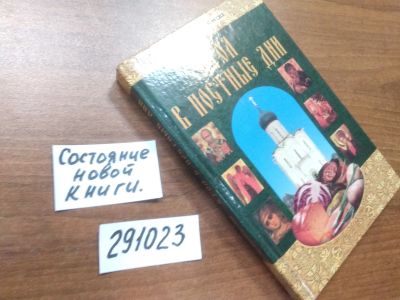 Состояние
новой
книги.
291023
В ПОСТНЫЕ ДНИ